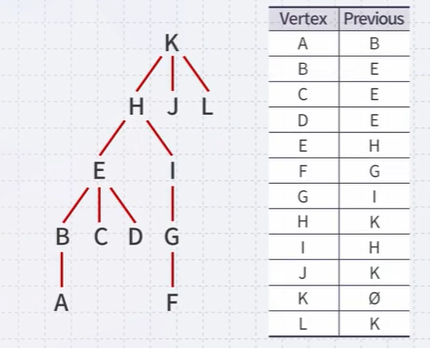 K
H J L
E I
B C D G
A F
Vertex Previous
A B
B E
C E
D E
E H
F G
G I
H K
I H
J K
K Ø
L K